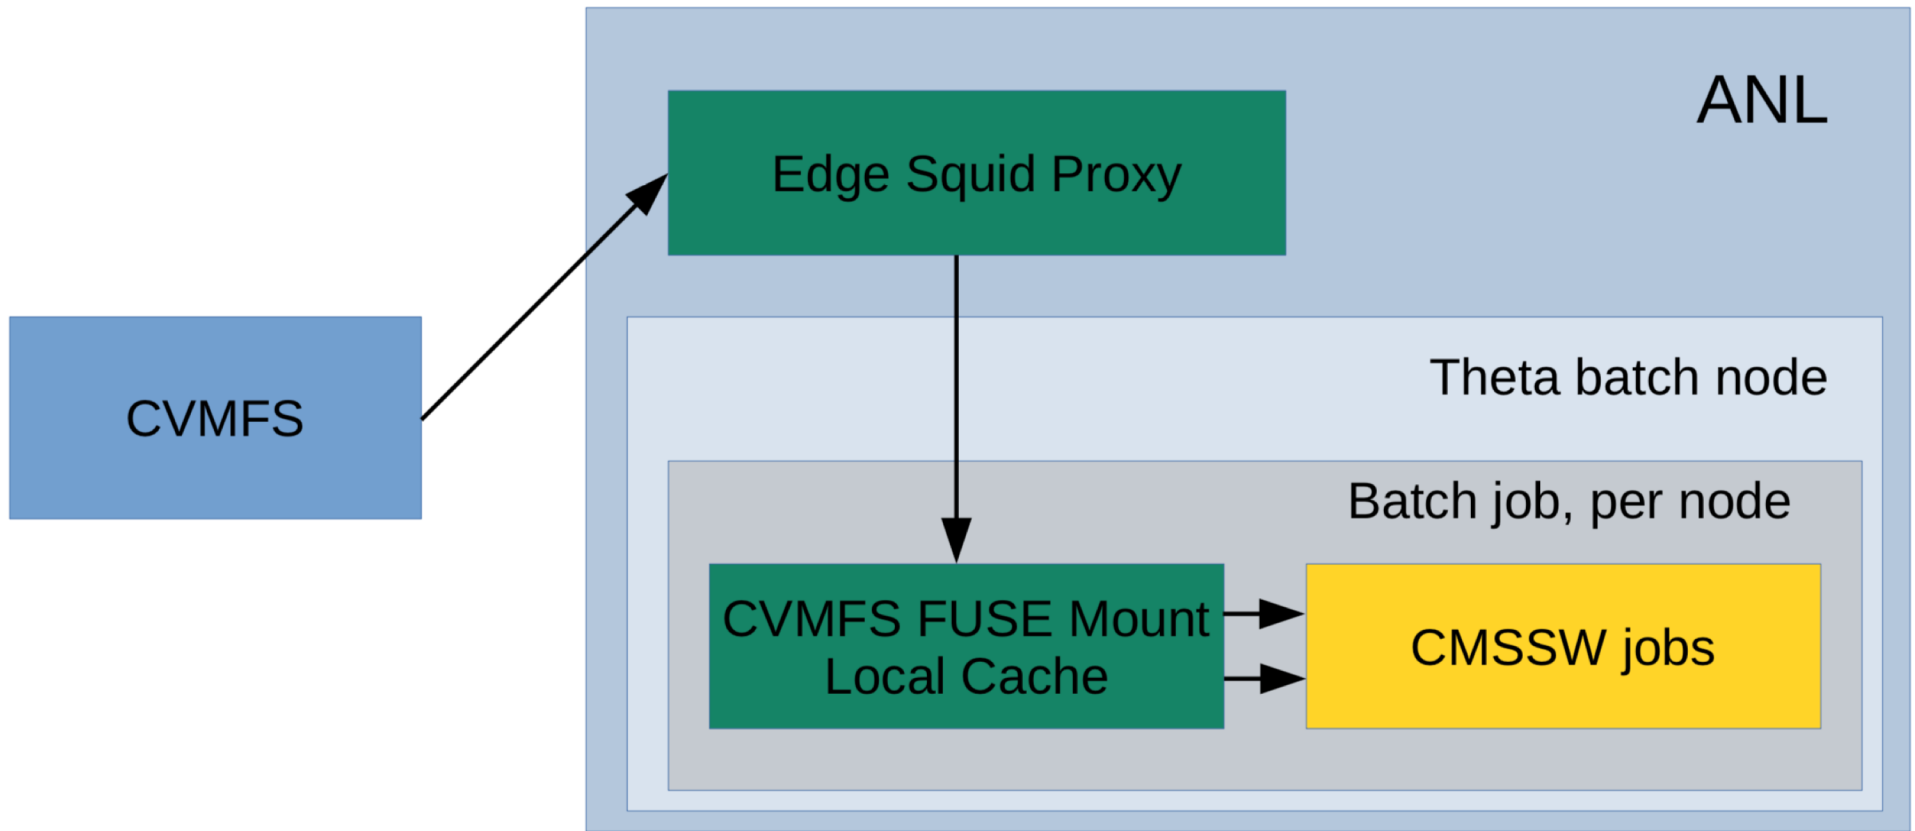 ANL
Edge Squid Proxy
CVMFS
Theta batch node
Batch job, per node
CVMFS FUSE Mount
Local Cache
CMSSW jobs